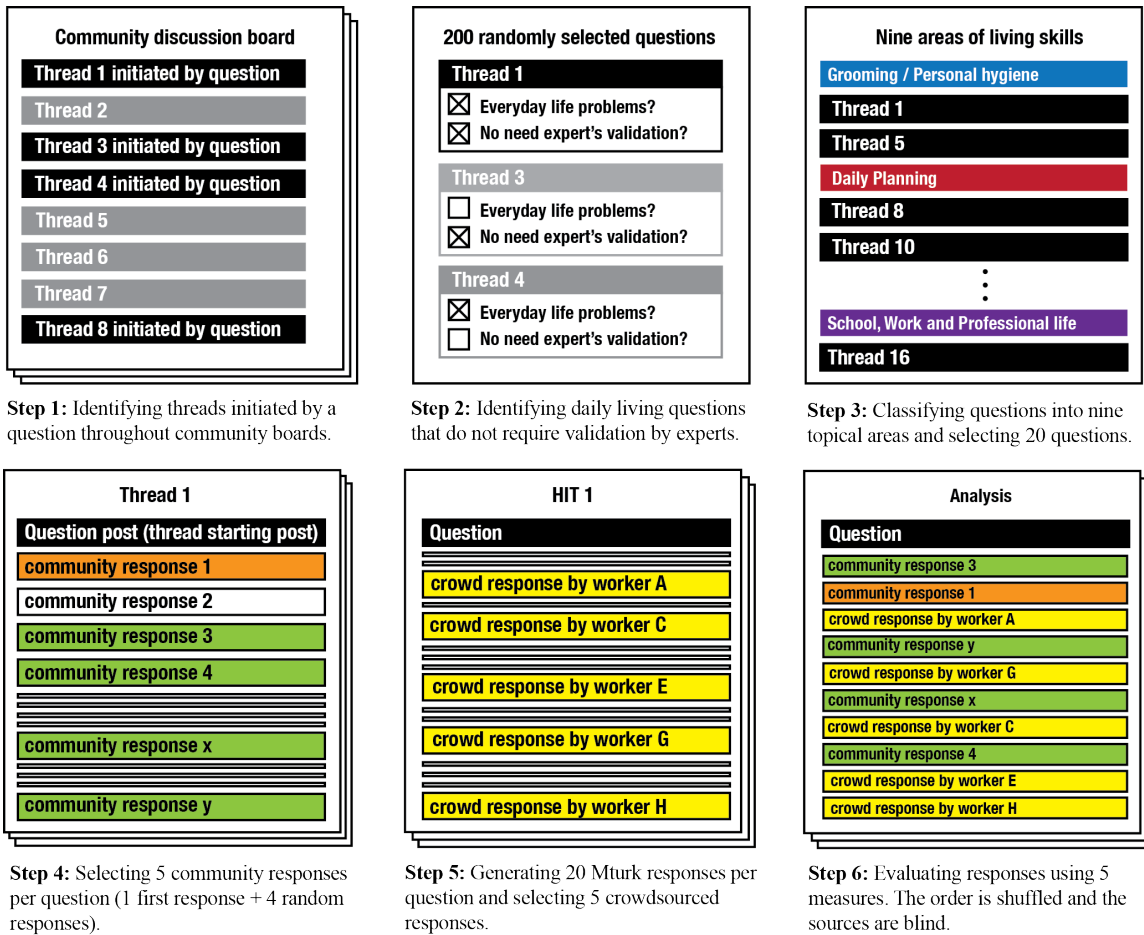 Community discussion board
Thread 1 initiated by question
Thread 2
Thread 3 initiated by question
Thread 4 initiated by question
Thread 5
Thread 6
Thread 7
Thread 8 initiated by question
Step 1: Identifying threads initiated by a
question throughout community boards.
200 randomly selected questions
Thread 1
Everyday life problems?
No need expert's validation?
Thread 3
Everyday life problems?
No need expert's validation?
Thread 4
Everyday life problems?
No need expert's validation?
Step 2: Identifying daily living questions
that do not require validation by experts.
Nine areas of living skills
Grooming / Personal hygiene
Thread 1
Thread 5
Daily Planning
Thread 8
Thread 10
School, Work and Professional life
Thread 16
Step 3: Classifying questions into nine
topical areas and selecting 20 questions.
Thread 1
Question post (thread starting post)
community response 1
community response 2
community response 3
community response 4
community response x
community response y
Step 4: Selecting 5 community responses
per question (1 first response + 4 random
responses).
HIT 1
Question
crowd response by worker A
crowd response by worker C
crowd response by worker E
crowd response by worker G
crowd response by worker H
Step 5: Generating 20 Mturk responses per
question and selecting 5 crowdsourced
responses.
Analysis
Question
community response 3
community response 1
crowd response by worker A
community response y
crowd response by worker G
community response x
crowd response by worker C
community response 4
crowd response by worker E
crowd response by worker H
Step 6: Evaluating responses using 5
measures. The order is shuffled and the
sources are blind.